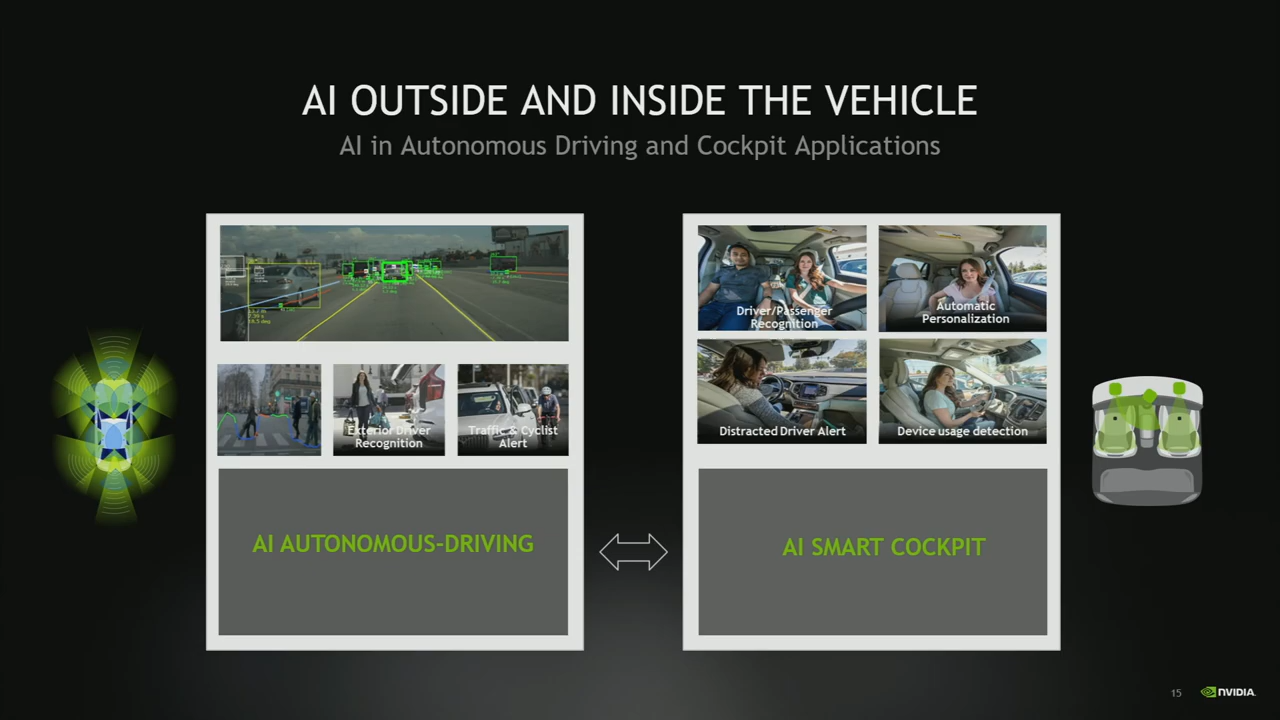 AI OUTSIDE AND INSIDE THE VEHICLE
AI in Autonomous Driving and Cockpit Applications
Exterior Driver
Recognition
Traffic & Cyclist
Alert
AI AUTONOMOUS-DRIVING
Driver/Passenger
Recognition
Automatic
Personalization
Distracted Driver Alert
Device usage detection
AI SMART COCKPIT
15
NVIDIA.